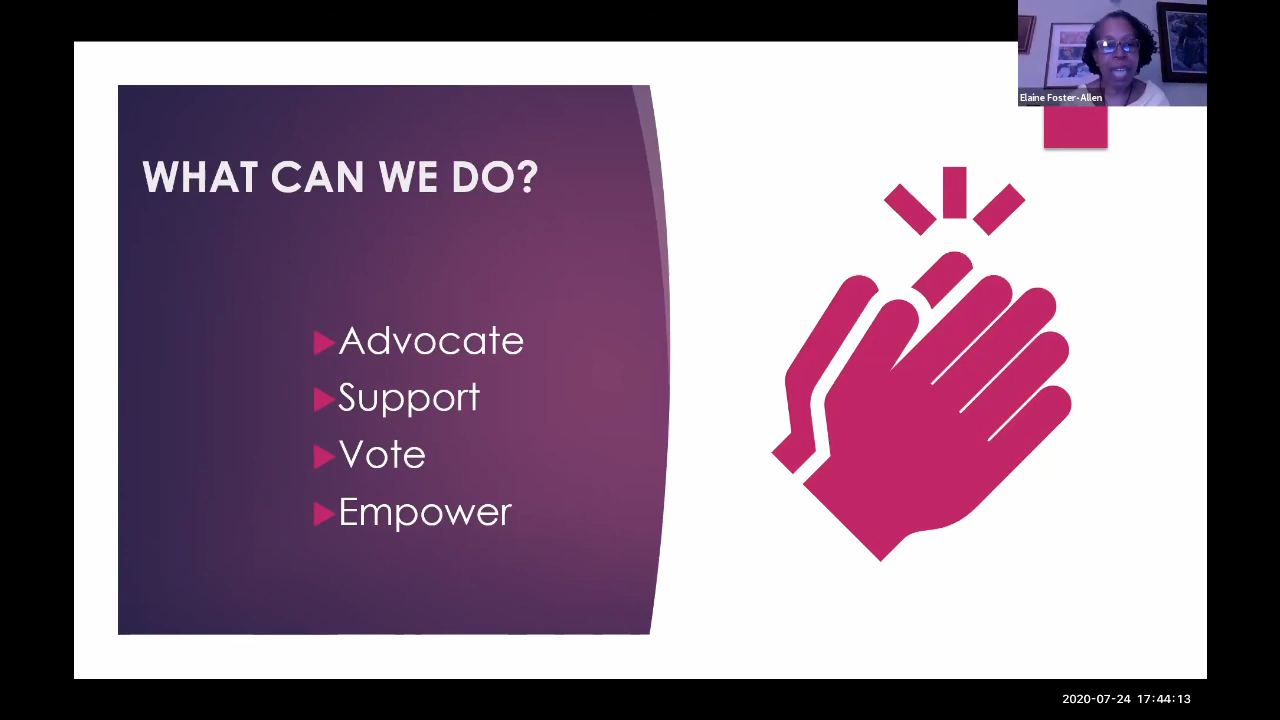 Elaine Foster-Allen
WHAT CAN WE DO?
Advocate
Support
Vote
Empower
2020-07-24 17:44:13